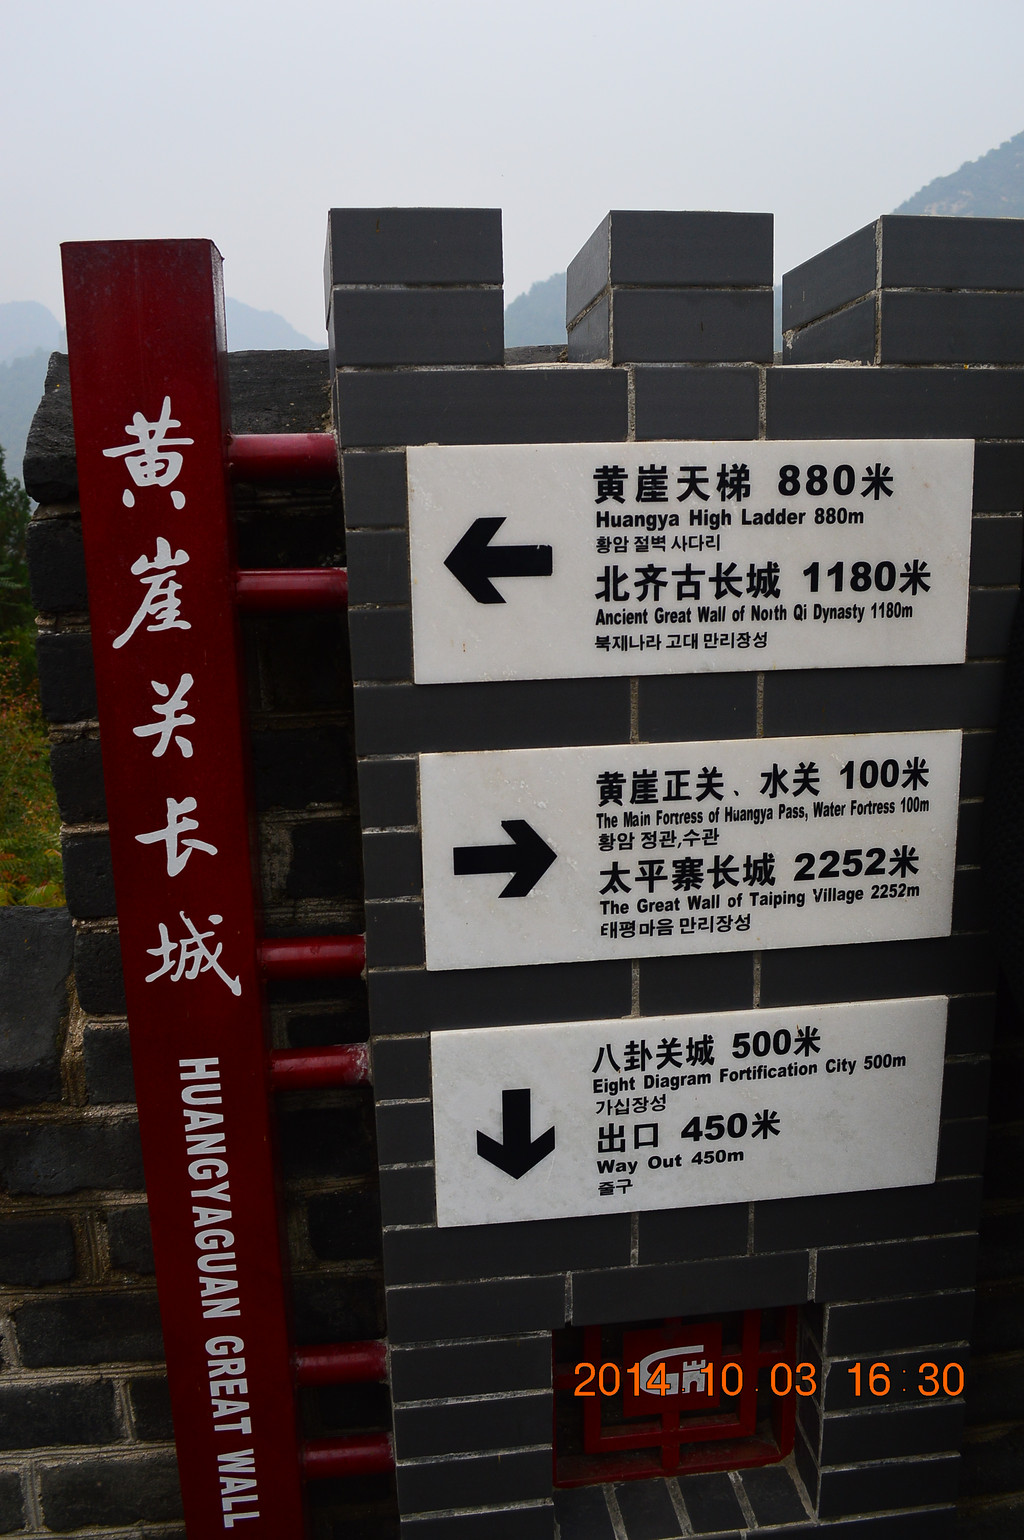 黄崖关长城
HUANGYAGUAN GREAT WALL
黄崖天梯 880米
Huangya High Ladder 880m
황암 절벽 사다리
北齐古长城 1180米
Ancient Great Wall of North Qi Dynasty 1180m
북제나라 고대 만리장성
黄崖正关、水关 100米
The Main Fortress of Huangya Pass, Water Fortress 100m
황암 정관,수관
太平寨长城 2252米
The Great Wall of Taiping Village 2252m
태평마음 만리장성
八卦关城 500米
Eight Diagram Fortification City 500m
가십장성
出口 450米
Way Out 450m
줄구
2014.10.03 16:30